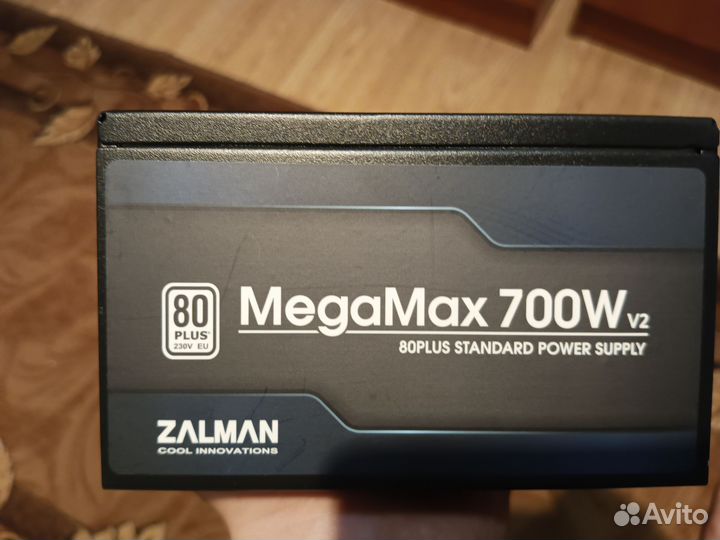 80
PLUS
230V EU
MegaMax 700W V2
80PLUS STANDARD POWER SUPPLY
ZALMAN
COOL INNOVATIONS
Avito